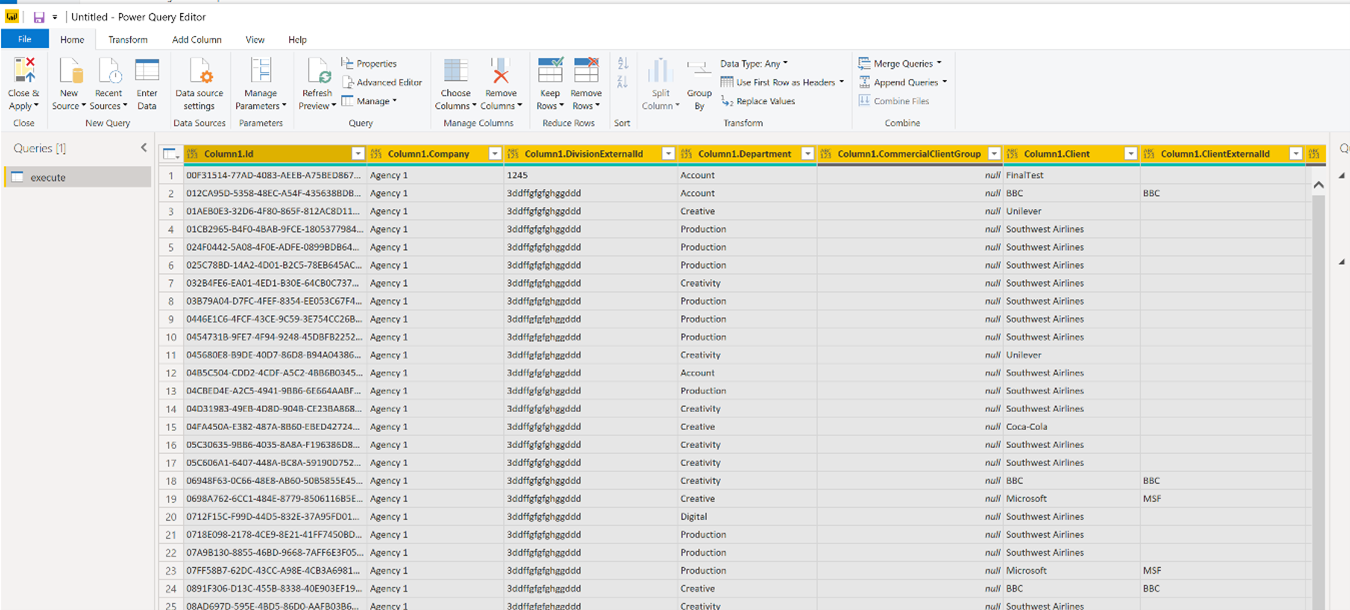 Untitled - Power Query Editor
File Home Transform Add Column View Help
Close & Apply New Source Recent Sources Enter Data Data source settings Manage Parameters Refresh Preview Properties Advanced Editor Manage Choose Columns Remove Columns Keep Rows Remove Rows Split Column Group By Data Type: Any Use First Row as Headers Replace Values Merge Queries Append Queries Combine Files
Close New Query Data Sources Parameters Query Manage Columns Reduce Rows Sort Transform Combine
Queries [1]
execute
Column1.Id Column1.Company Column1.DivisionExternalId Column1.Department Column1.CommercialClientGroup Column1.Client Column1.ClientExternalId
1 00F31514-77AD-4083-AEEB-A75BED867... Agency 1 1245 Account null FinalTest
2 012CA95D-5358-48EC-A54F-435638BDB... Agency 1 3ddffgfgfghggddd Account null BBC BBC
3 01AEB0E3-32D6-4F80-865F-812AC8D11... Agency 1 3ddffgfgfghggddd Creative null Unilever
4 01CB2965-B4F0-4BAB-9FCE-1805377984... Agency 1 3ddffgfgfghggddd Production null Southwest Airlines
5 024F0442-5A08-4F0E-ADFE-0899BDB64... Agency 1 3ddffgfgfghggddd Production null Southwest Airlines
6 025C78BD-14A2-4D01-B2C5-78EB645AC... Agency 1 3ddffgfgfghggddd Production null Southwest Airlines
7 032B4FE6-EA01-4ED1-B30E-64CB0C737... Agency 1 3ddffgfgfghggddd Creativity null Southwest Airlines
8 03B79A04-D7FC-4FEF-8354-EE053C67F4... Agency 1 3ddffgfgfghggddd Production null Southwest Airlines
9 0446E1C6-4FCF-43CE-9C59-3E754CC26B... Agency 1 3ddffgfgfghggddd Production null Southwest Airlines
10 0454731B-9FE7-4F94-9248-45DBFB2252... Agency 1 3ddffgfgfghggddd Production null Southwest Airlines
11 045680E8-B9DE-40D7-86D8-B94A04386... Agency 1 3ddffgfgfghggddd Creativity null Unilever
12 04B5C504-CDD2-4CDF-A5C2-4BB6B0345... Agency 1 3ddffgfgfghggddd Account null Southwest Airlines
13 04CBED4E-A2C5-4941-9BB6-6E664AABF... Agency 1 3ddffgfgfghggddd Production null Southwest Airlines
14 04D31983-49EB-4D8D-904B-CE23BA868... Agency 1 3ddffgfgfghggddd Creativity null Southwest Airlines
15 04FA450A-E382-487A-8B60-EBED42724... Agency 1 3ddffgfgfghggddd Creative null Coca-Cola
16 05C30635-9BB6-4035-8A8A-F196386D8... Agency 1 3ddffgfgfghggddd Creativity null Southwest Airlines
17 05C606A1-6407-448A-BC8A-59190D752... Agency 1 3ddffgfgfghggddd Creativity null Southwest Airlines
18 06948F63-0C66-48E8-AB60-50B5855E45... Agency 1 3ddffgfgfghggddd Creativity null BBC BBC
19 0698A762-6CC1-484E-8779-8506116B5E... Agency 1 3ddffgfgfghggddd Creative null Microsoft MSF
20 0712F15C-F99D-44D5-832E-37A95FD01... Agency 1 3ddffgfgfghggddd Digital null Southwest Airlines
21 0718E098-2178-4CE9-8E21-41FF7450BD... Agency 1 3ddffgfgfghggddd Production null Southwest Airlines
22 07A9B130-8855-46BD-9668-7AFF6E3F05... Agency 1 3ddffgfgfghggddd Production null Southwest Airlines
23 07FF58B7-62DC-43CC-A98E-4CB3A6981... Agency 1 3ddffgfgfghggddd Production null Microsoft MSF
24 0891F306-D13C-455B-8338-40E903EF19... Agency 1 3ddffgfgfghggddd Creative null BBC BBC
25 08AD697D-595E-4BD5-86D0-AAFB03B6... Agency 1 3ddffgfgfghggddd Creativity null Southwest Airlines